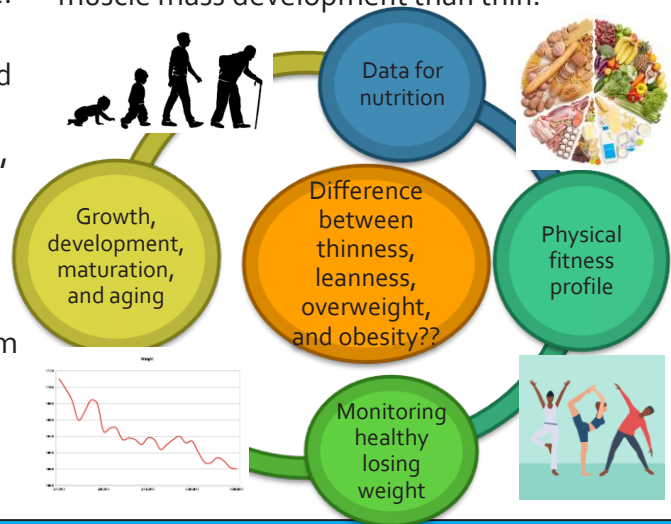 muscle mass development than thin.
d
,
m
Data for
nutrition
Growth,
development,
maturation,
and aging
Difference
between
thinness,
leanness,
overweight,
and obesity??
Physical
fitness
profile
Monitoring
healthy
losing
weight
Weight